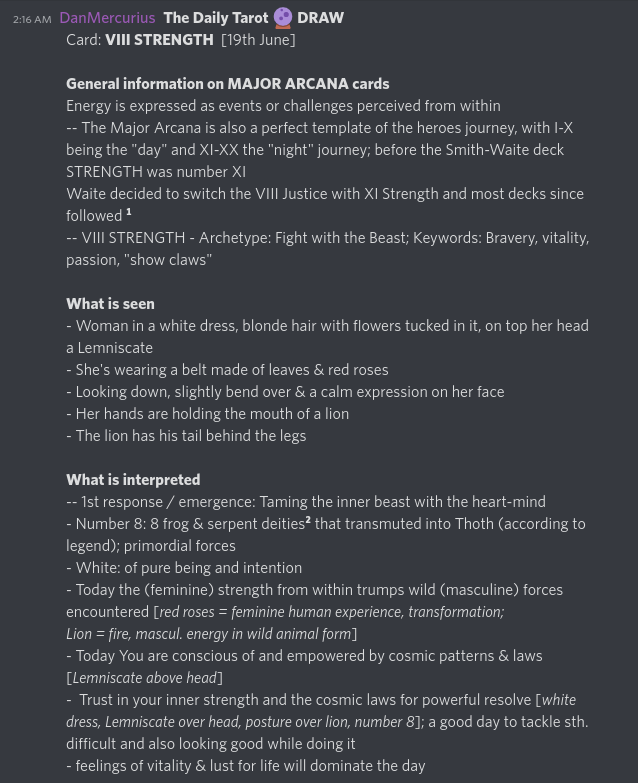 2:16 AM DanMercurius The Daily Tarot 🔮 DRAW
Card: VIII STRENGTH [19th June]
General information on MAJOR ARCANA cards
Energy is expressed as events or challenges perceived from within
-- The Major Arcana is also a perfect template of the heroes journey, with I-X
being the "day" and XI-XX the "night" journey; before the Smith-Waite deck
STRENGTH was number XI
Waite decided to switch the VIII Justice with XI Strength and most decks since
followed ¹
-- VIII STRENGTH - Archetype: Fight with the Beast; Keywords: Bravery, vitality,
passion, "show claws"
What is seen
- Woman in a white dress, blonde hair with flowers tucked in it, on top her head
a Lemniscate
- She's wearing a belt made of leaves & red roses
- Looking down, slightly bend over & a calm expression on her face
- Her hands are holding the mouth of a lion
- The lion has his tail behind the legs
What is interpreted
-- 1st response / emergence: Taming the inner beast with the heart-mind
- Number 8: 8 frog & serpent deities² that transmuted into Thoth (according to
legend); primordial forces
- White: of pure being and intention
- Today the (feminine) strength from within trumps wild (masculine) forces
encountered [red roses = feminine human experience, transformation;
Lion = fire, mascul. energy in wild animal form]
- Today You are conscious of and empowered by cosmic patterns & laws
[Lemniscate above head]
- Trust in your inner strength and the cosmic laws for powerful resolve [white
dress, Lemniscate over head, posture over lion, number 8]; a good day to tackle sth.
difficult and also looking good while doing it
- feelings of vitality & lust for life will dominate the day